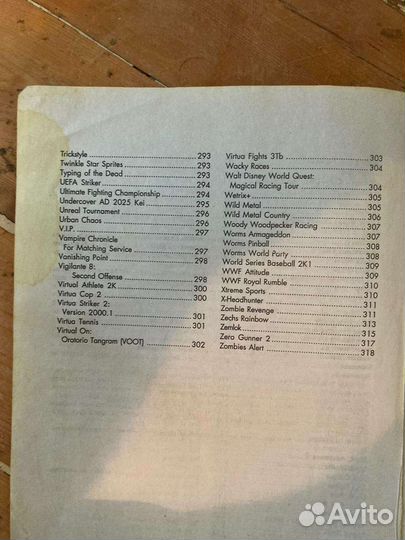 Trickstyle 293
Twinkle Star Sprites 293
Typing of the Dead 293
UEFA Striker 294
Ultimate Fighting Championship 294
Undercover AD 2025 Kei 295
Unreal Tournament 296
Urban Chaos 296
V.I.P. 297
Vampire Chronicle
For Matching Service 297
Vanishing Point 298
Vigilante 8:
Second Offense 298
Virtual Athlete 2K 300
Virtua Cop 2 300
Virtua Striker 2:
Version 2000.1 301
Virtua Tennis 301
Virtual On:
Oratorio Tangram (VOOT) 302
Virtua Fights 3Tb 303
Wacky Races 304
Walt Disney World Quest:
Magical Racing Tour 304
Wetrix+ 305
Wild Metal 305
Wild Metal Country 306
Woody Woodpecker Racing 307
Worms Armageddon 308
Worms Pinball 308
Worms World Party 308
World Series Baseball 2K1 309
WWF Attitude 309
WWF Royal Rumble 310
Xtreme Sports 310
X-Headhunter 311
Zombie Revenge 311
Zechs Rainbow 313
Zemlok 315
Zero Gunner 2 317
Zombies Alert 318
Avito